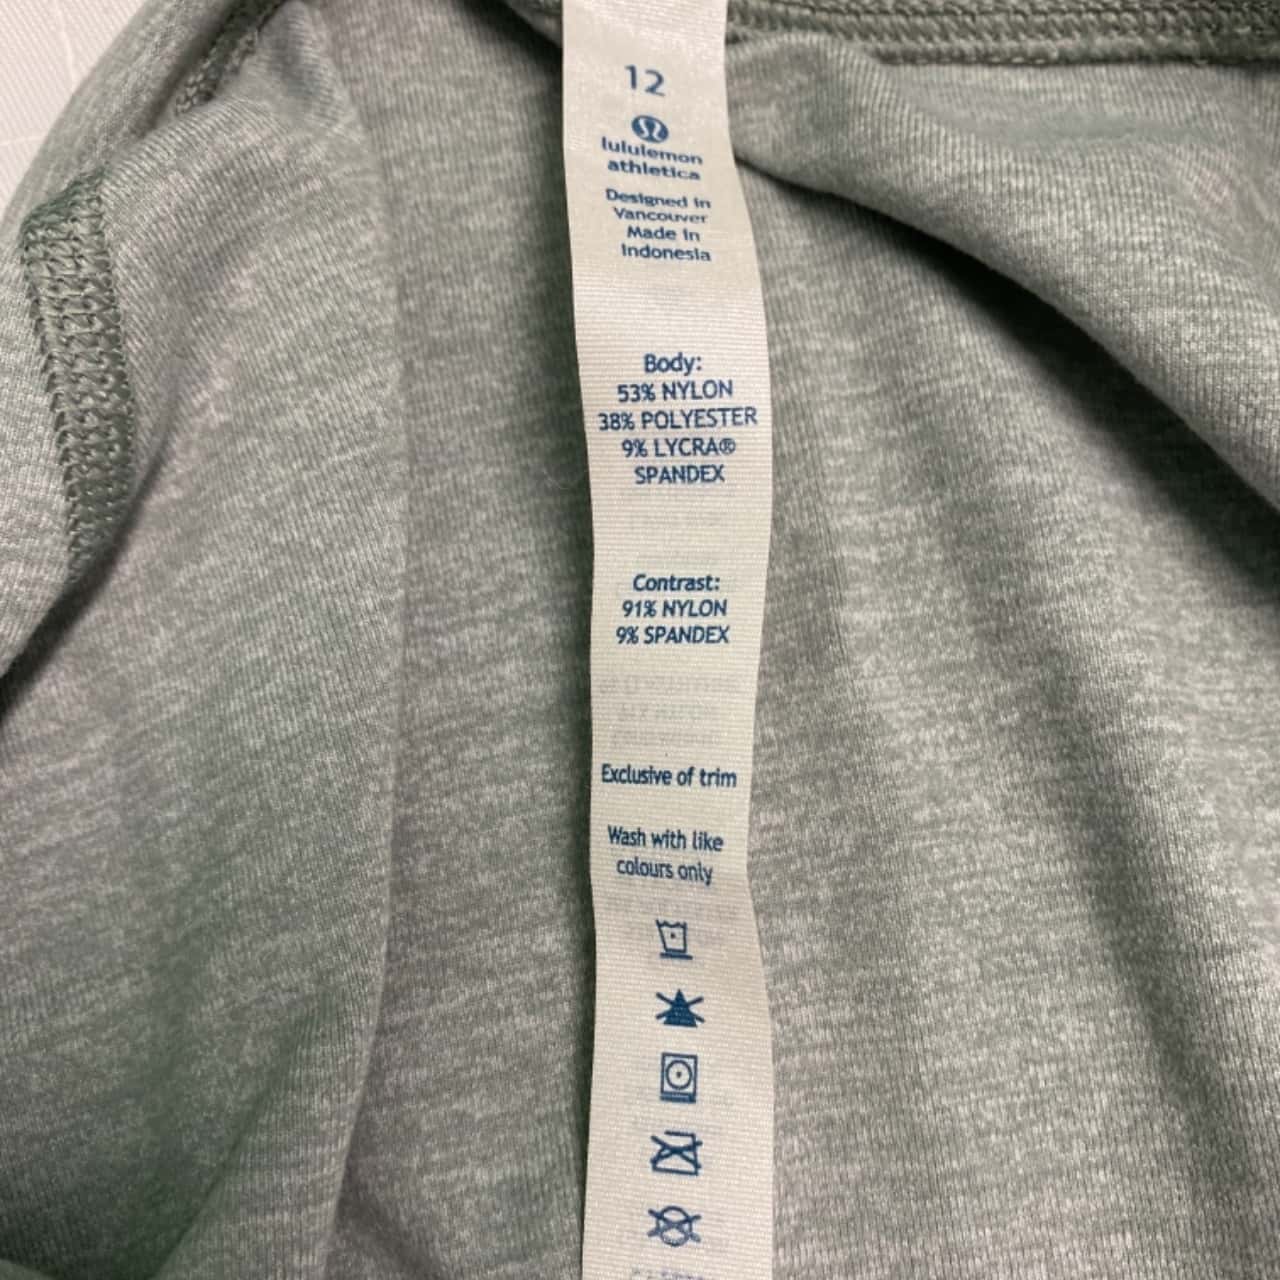 12
lululemon
athletica
Designed in
Vancouver
Made in
Indonesia
Body:
53% NYLON
38% POLYESTER
9% LYCRA®
SPANDEX
Contrast:
91% NYLON
9% SPANDEX
Exclusive of trim
Wash with like
colours only